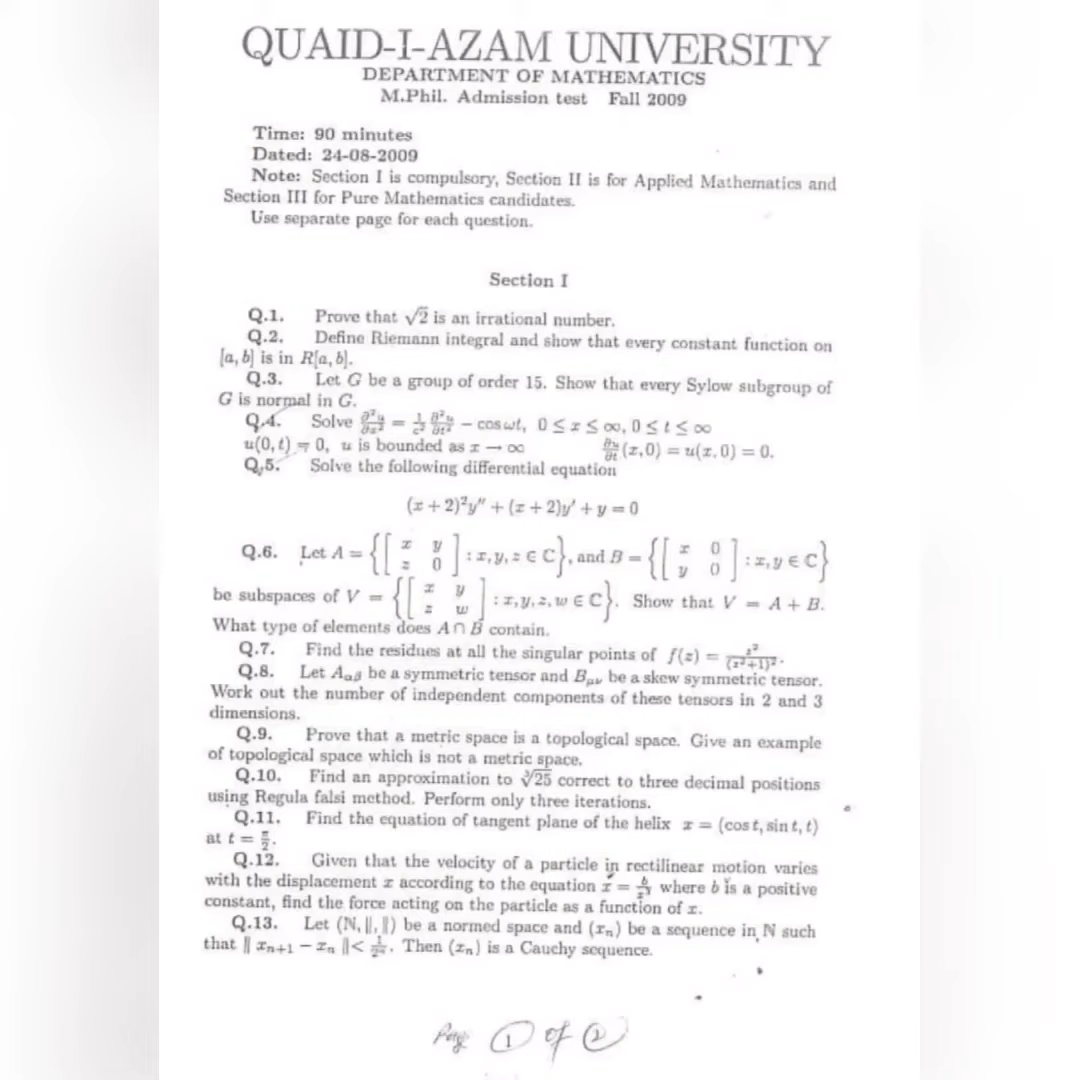 QUAID-I-AZAM UNIVERSITY
DEPARTMENT OF MATHEMATICS
M.Phil. Admission test Fall 2009
Time: 90 minutes
Dated: 24-08-2009
Note: Section I is compulsory, Section II is for Applied Mathematics and
Section III for Pure Mathematics candidates.
Use separate page for each question.
Section I
Q.1. Prove that √2 is an irrational number.
Q.2. Define Riemann integral and show that every constant function on
[a, b] is in R[a, b].
Q.3. Let G be a group of order 15. Show that every Sylow subgroup of
G is normal in G.
Q.4. Solve ∂²u/∂x² = 1/c² ∂²u/∂t² − cos ωt, 0 ≤ x ≤ ∞, 0 ≤ t ≤ ∞
u(0, t) = 0, u is bounded as x → ∞ ∂u/∂t (x, 0) = u(x, 0) = 0.
Q.5. Solve the following differential equation
(x + 2)²y″ + (x + 2)y′ + y = 0
Q.6. Let A = {[x y; z 0] : x, y, z ∈ C}, and B = {[x 0; y 0] : x, y ∈ C}
be subspaces of V = {[x y; z w] : x, y, z, w ∈ C}. Show that V = A + B.
What type of elements does A ∩ B contain.
Q.7. Find the residues at all the singular points of f(z) = z²/(z²+1)².
Q.8. Let Aαβ be a symmetric tensor and Bμν be a skew symmetric tensor.
Work out the number of independent components of these tensors in 2 and 3
dimensions.
Q.9. Prove that a metric space is a topological space. Give an example
of topological space which is not a metric space.
Q.10. Find an approximation to ∛25 correct to three decimal positions
using Regula falsi method. Perform only three iterations.
Q.11. Find the equation of tangent plane of the helix x = (cos t, sin t, t)
at t = π/2.
Q.12. Given that the velocity of a particle in rectilinear motion varies
with the displacement x according to the equation ẋ = b/ where b is a positive
constant, find the force acting on the particle as a function of x.
Q.13. Let (N, ‖, ‖) be a normed space and (xn) be a sequence in N such
that ‖ xn+1 − xn ‖< 1/2ⁿ. Then (xn) is a Cauchy sequence.
Page 1 of 2